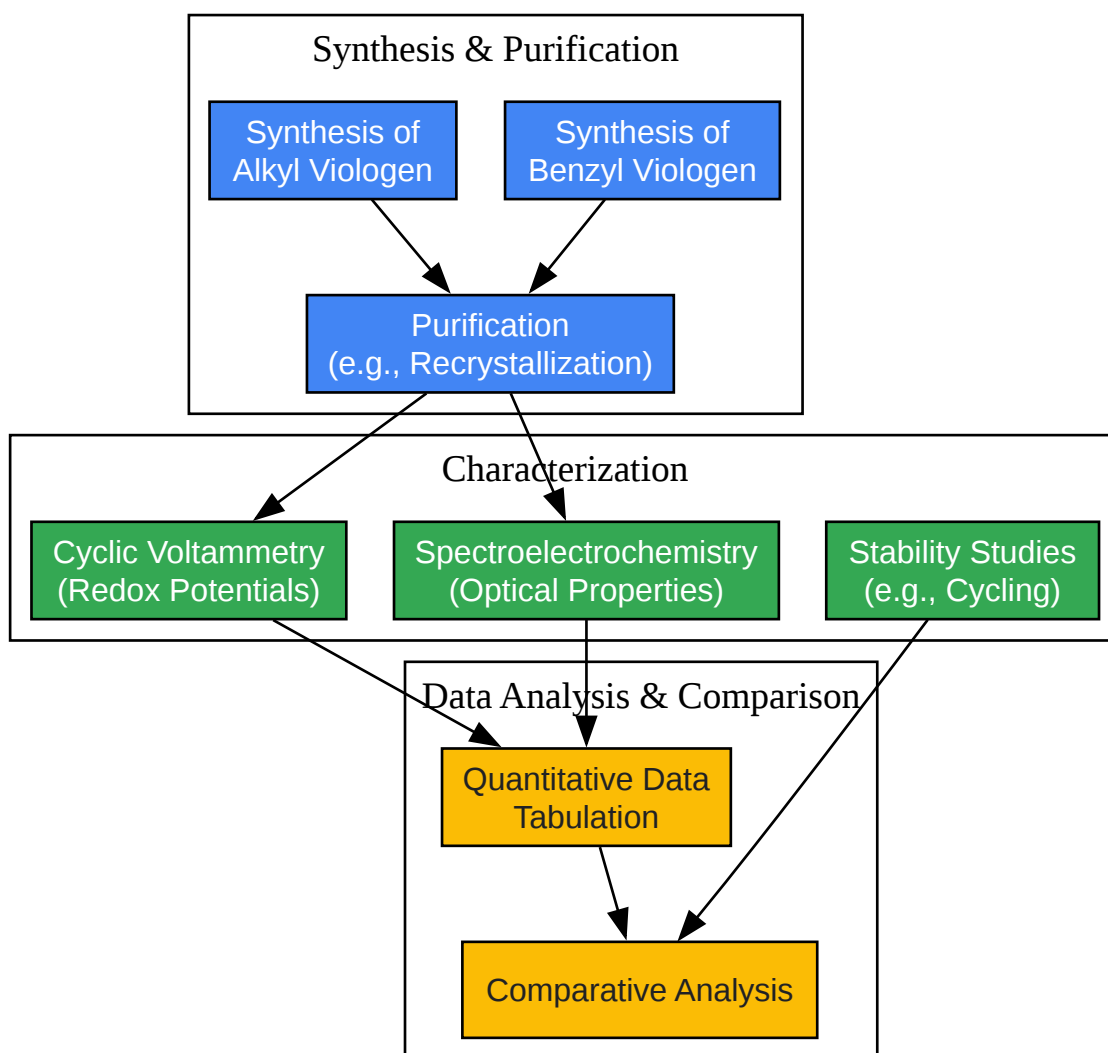 Synthesis & Purification
Synthesis of
Alkyl Viologen
Synthesis of
Benzyl Viologen
Purification
(e.g., Recrystallization)
Characterization
Cyclic Voltammetry
(Redox Potentials)
Spectroelectrochemistry
(Optical Properties)
Stability Studies
(e.g., Cycling)
Data Analysis & Comparison
Quantitative Data
Tabulation
Comparative Analysis